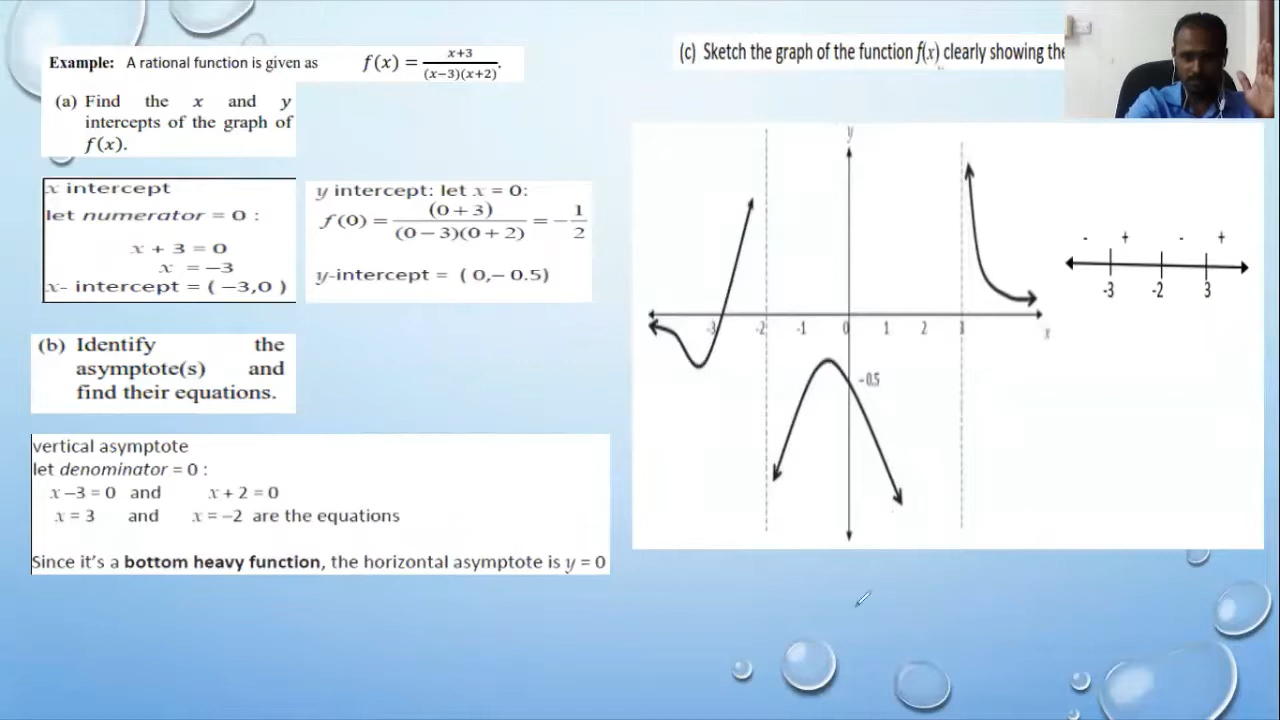 Example: A rational function is given as f(x) = x+3/(x−3)(x+2).
(a) Find the x and y
intercepts of the graph of
f(x).
x intercept
let numerator = 0 :
x + 3 = 0
x = −3
x- intercept = ( −3,0 )
y intercept: let x = 0:
f(0) = (0+3)/(0−3)(0+2) = −1/2
y-intercept = ( 0,− 0.5)
(b) Identify the
asymptote(s) and
find their equations.
vertical asymptote
let denominator = 0 :
x −3 = 0 and x + 2 = 0
x = 3 and x = −2 are the equations
Since it's a bottom heavy function, the horizontal asymptote is y = 0
(c) Sketch the graph of the function f(x) clearly showing the
y
-3 -2 -1 0 1 2 3 x
-0.5
- + - +
-3 -2 3